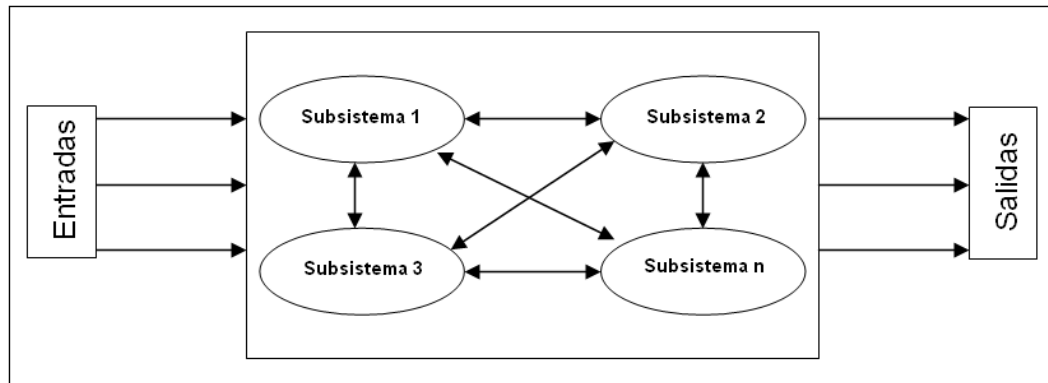 Entradas
Subsistema 1
Subsistema 2
Subsistema 3
Subsistema n
Salidas